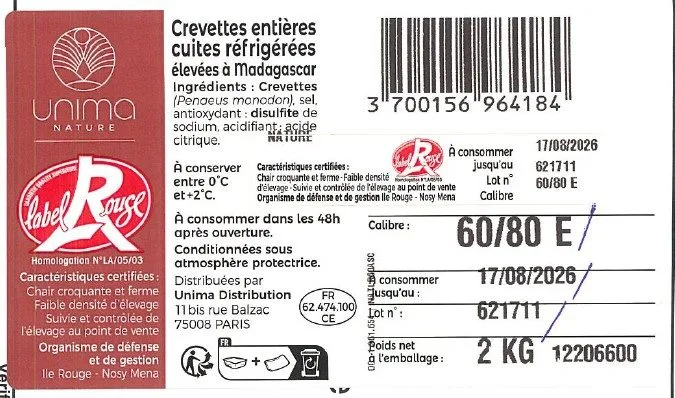 unima
NATURE
Label Rouge
Homologation N°LA/05/03
Caractéristiques certifiées :
Chair croquante et ferme
Faible densité d'élevage
Suivie et contrôlée de
l'élevage au point de vente
Organisme de défense
et de gestion
Ile Rouge - Nosy Mena
Crevettes entières
cuites réfrigérées
élevées à Madagascar
Ingrédients : Crevettes
(Penaeus monodon), sel,
antioxydant : disulfite de
sodium, acidifiant : acide
citrique.
NATURE
À conserver
entre 0°C
et +2°C.
À consommer dans les 48h
après ouverture.
Conditionnées sous
atmosphère protectrice.
Distribuées par
Unima Distribution
11 bis rue Balzac
75008 PARIS
FR
62.474.100
CE
FR
3 700156 964184
Caractéristiques certifiées :
Chair croquante et ferme - Faible densité
d'élevage - Suivie et contrôlée de l'élevage au point de vente
Organisme de défense et de gestion Ile Rouge - Nosy Mena
Label Rouge
Homologation N°LA/05/03
À consommer 17/08/2026
jusqu'au 621711
Lot n° 60/80 E
Calibre
Calibre : 60/80 E
À consommer 17/08/2026
jusqu'au :
Lot n° : 621711
Poids net
à l'emballage : 2 KG 12206600